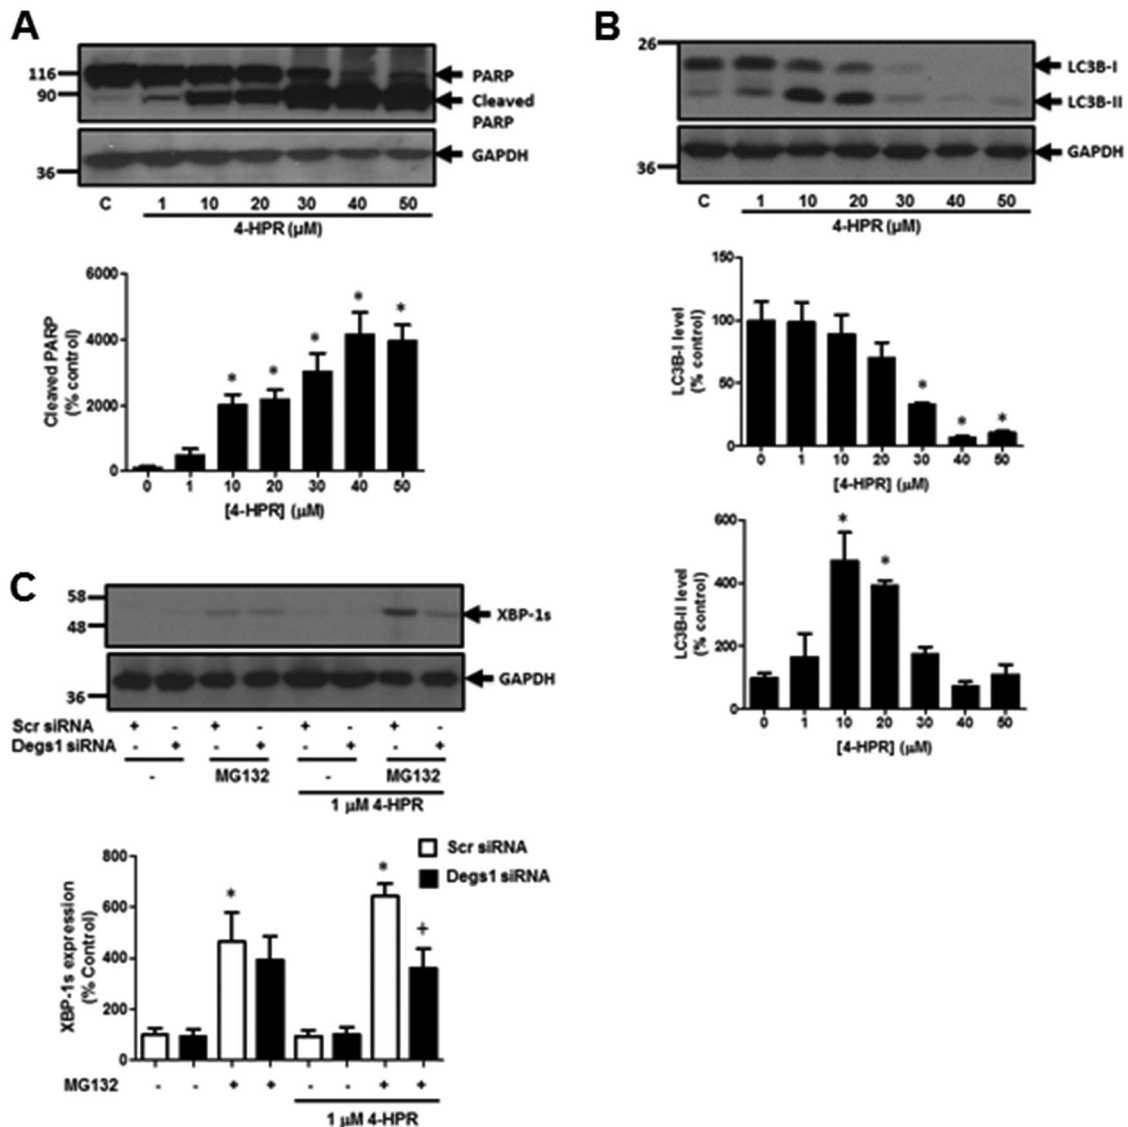 A
116
PARP
90
Cleaved
PARP
GAPDH
36
C 1 10 20 30 40 50
4-HPR (µM)
6000
4000
2000
0
Cleaved PARP
(% control)
* * * * *
0 1 10 20 30 40 50
[4-HPR] (µM)
B
26
LC3B-I
LC3B-II
GAPDH
36
C 1 10 20 30 40 50
4-HPR (µM)
150
100
50
0
LC3B-I level
(% control)
* * *
0 1 10 20 30 40 50
[4-HPR] (µM)
600
400
200
0
LC3B-II level
(% control)
* *
0 1 10 20 30 40 50
[4-HPR] (µM)
C
58
XBP-1s
48
GAPDH
36
Scr siRNA + - + - + - + -
Degs1 siRNA - + - + - + - +
- MG132 - MG132
1 µM 4-HPR
Scr siRNA
Degs1 siRNA
800
600
400
200
0
XBP-1s expression
(% Control)
* * +
MG132 - - + + - - + +
1 µM 4-HPR